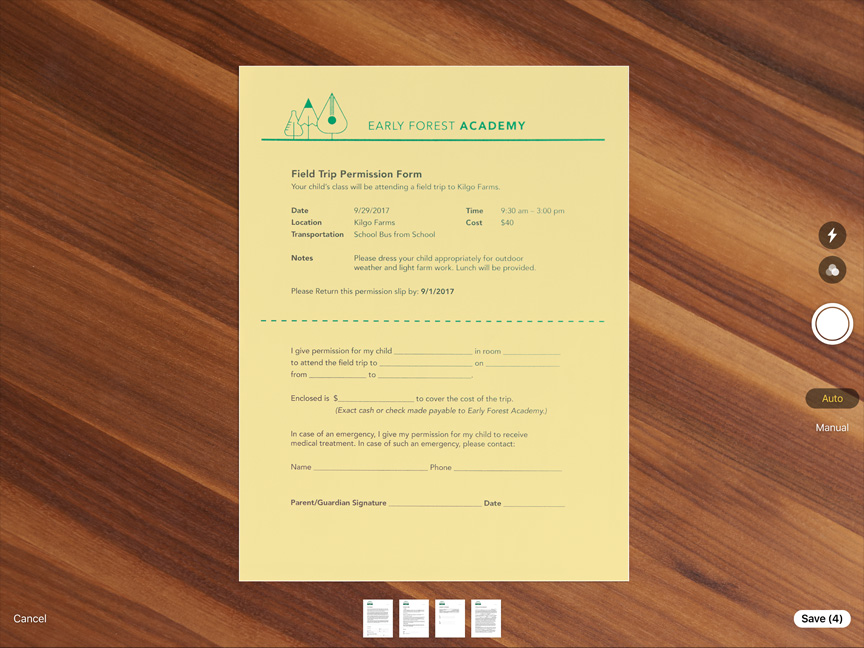 EARLY FOREST ACADEMY
Field Trip Permission Form
Your child's class will be attending a field trip to Kilgo Farms.
Date 9/29/2017 Time 9:30 am – 3:00 pm
Location Kilgo Farms Cost $40
Transportation School Bus from School
Notes Please dress your child appropriately for outdoor
weather and light farm work. Lunch will be provided.
Please Return this permission slip by: 9/1/2017
I give permission for my child ____________ in room ____________
to attend the field trip to ____________ on ____________
from ____________ to ____________.
Enclosed is $____________ to cover the cost of the trip.
(Exact cash or check made payable to Early Forest Academy.)
In case of an emergency, I give my permission for my child to receive
medical treatment. In case of such an emergency, please contact:
Name ____________ Phone ____________
Parent/Guardian Signature ____________ Date ____________
Auto
Manual
Cancel
Save (4)